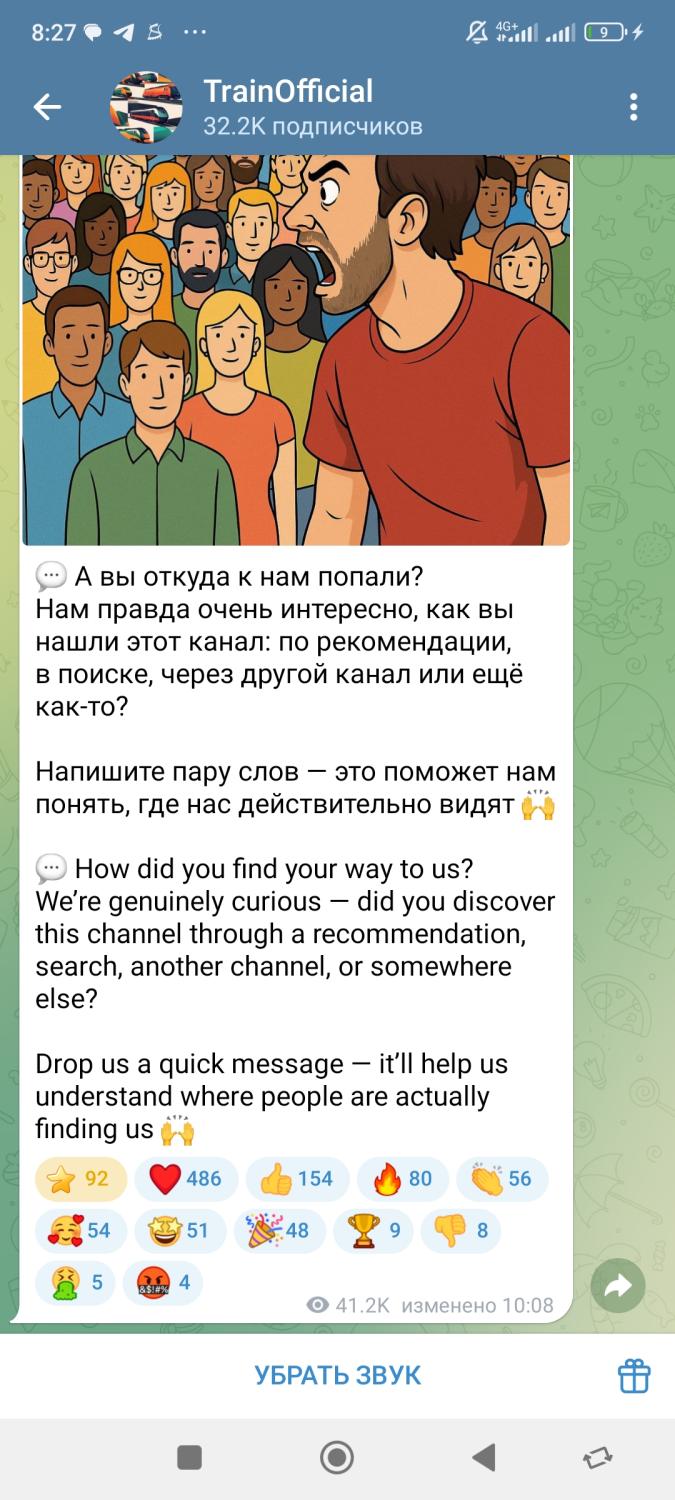 8:27
4G+
9
TrainOfficial
32.2K подписчиков
А вы откуда к нам попали?
Нам правда очень интересно, как вы
нашли этот канал: по рекомендации,
в поиске, через другой канал или ещё
как-то?
Напишите пару слов — это поможет нам
понять, где нас действительно видят 🙌
How did you find your way to us?
We’re genuinely curious — did you discover
this channel through a recommendation,
search, another channel, or somewhere
else?
Drop us a quick message — it’ll help us
understand where people are actually
finding us 🙌
⭐ 92 ❤ 486 👍 154 🔥 80 👏 56
🥰 54 🤩 51 🎉 48 🏆 9 👎 8
🤮 5 🤬 4
41.2K изменено 10:08
УБРАТЬ ЗВУК